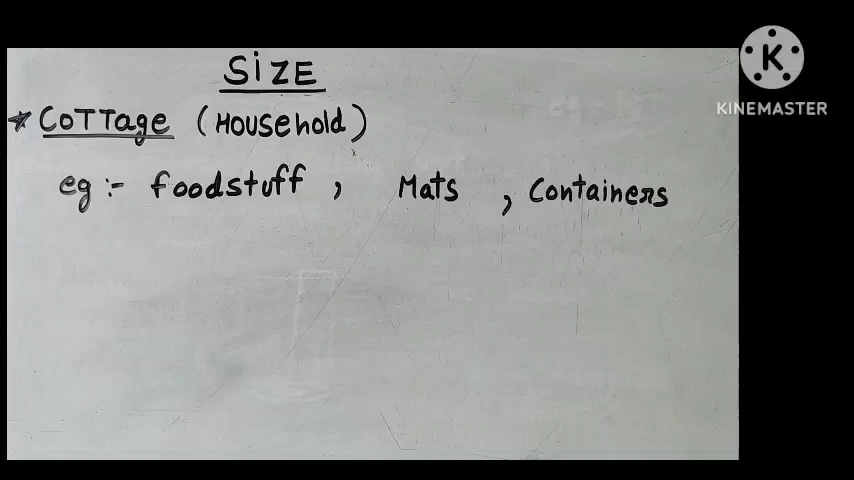 SiZE
* CoTTage (Household)
eg :- foodstuff , Mats , Containers
K
KINEMASTER